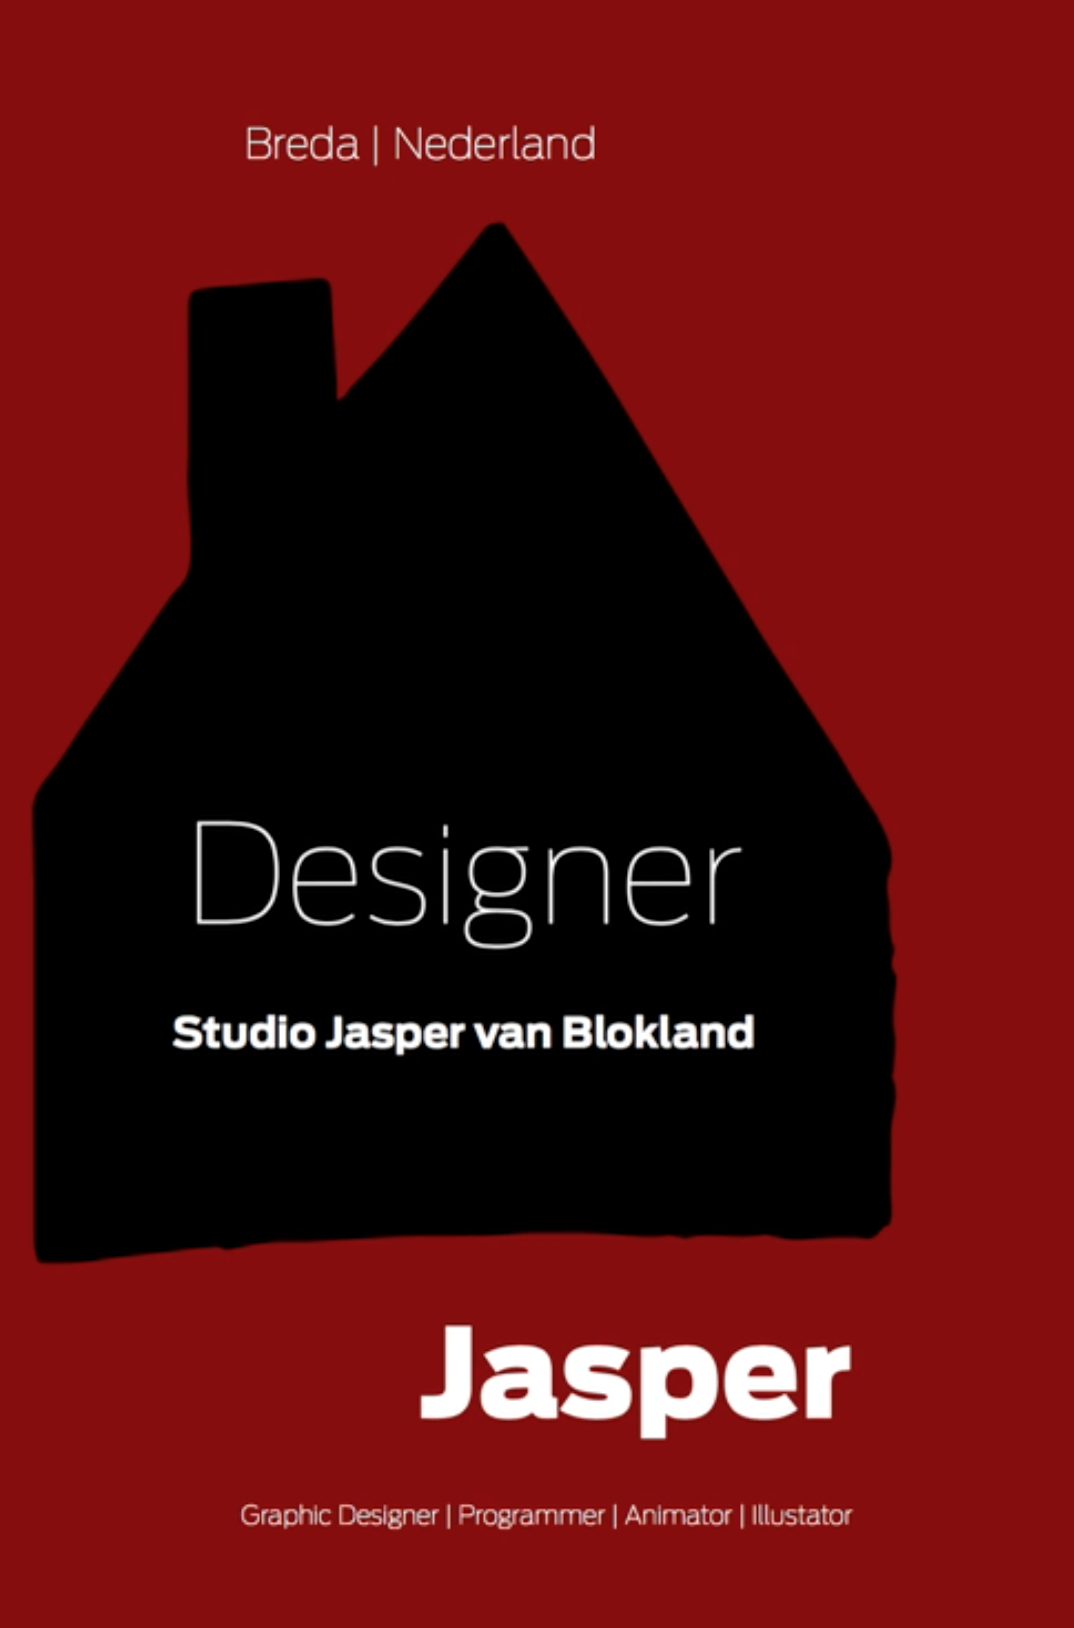 Breda | Nederland
Designer
Studio Jasper van Blokland
Jasper
Graphic Designer | Programmer | Animator | Illustator